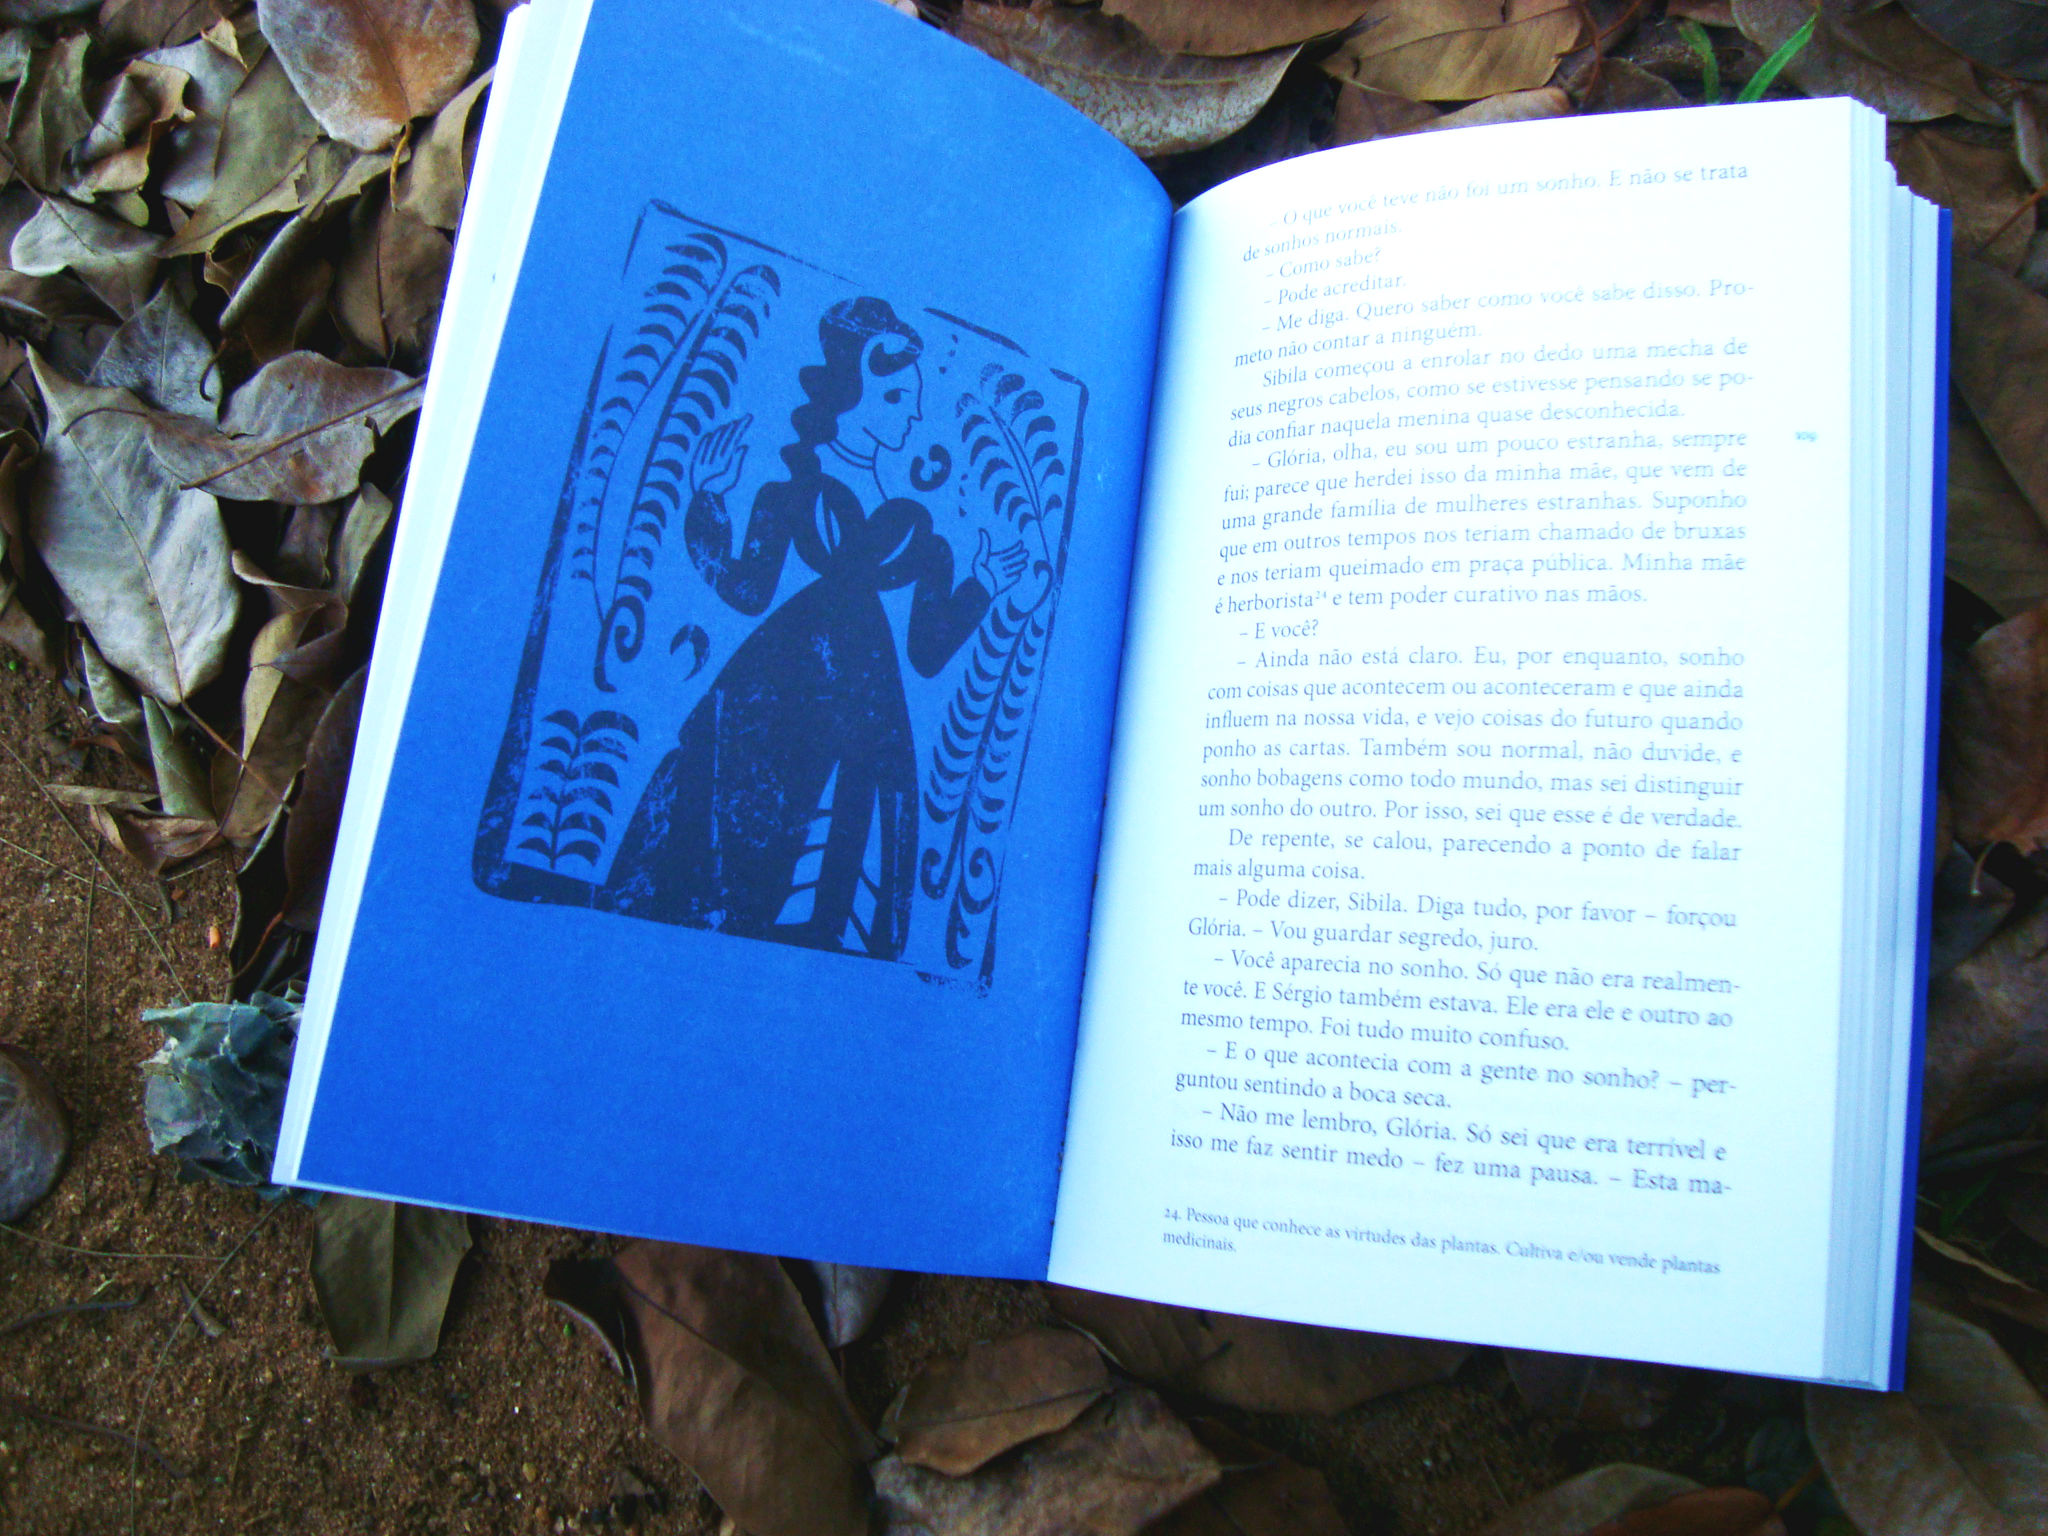 – O que você teve não foi um sonho. E não se trata
de sonhos normais.
– Como sabe?
– Pode acreditar.
– Me diga. Quero saber como você sabe disso. Pro-
meto não contar a ninguém.
Sibila começou a enrolar no dedo uma mecha de
seus negros cabelos, como se estivesse pensando se po-
dia confiar naquela menina quase desconhecida.
– Glória, olha, eu sou um pouco estranha, sempre
fui; parece que herdei isso da minha mãe, que vem de
uma grande família de mulheres estranhas. Suponho
que em outros tempos nos teriam chamado de bruxas
e nos teriam queimado em praça pública. Minha mãe
é herborista²⁴ e tem poder curativo nas mãos.
– E você?
– Ainda não está claro. Eu, por enquanto, sonho
com coisas que acontecem ou aconteceram e que ainda
influem na nossa vida, e vejo coisas do futuro quando
ponho as cartas. Também sou normal, não duvide, e
sonho bobagens como todo mundo, mas sei distinguir
um sonho do outro. Por isso, sei que esse é de verdade.
De repente, se calou, parecendo a ponto de falar
mais alguma coisa.
– Pode dizer, Sibila. Diga tudo, por favor – forçou
Glória. – Vou guardar segredo, juro.
– Você aparecia no sonho. Só que não era realmen-
te você. E Sérgio também estava. Ele era ele e outro ao
mesmo tempo. Foi tudo muito confuso.
– E o que acontecia com a gente no sonho? – per-
guntou sentindo a boca seca.
– Não me lembro, Glória. Só sei que era terrível e
isso me faz sentir medo – fez uma pausa. – Esta ma-
24. Pessoa que conhece as virtudes das plantas. Cultiva e/ou vende plantas
medicinais.